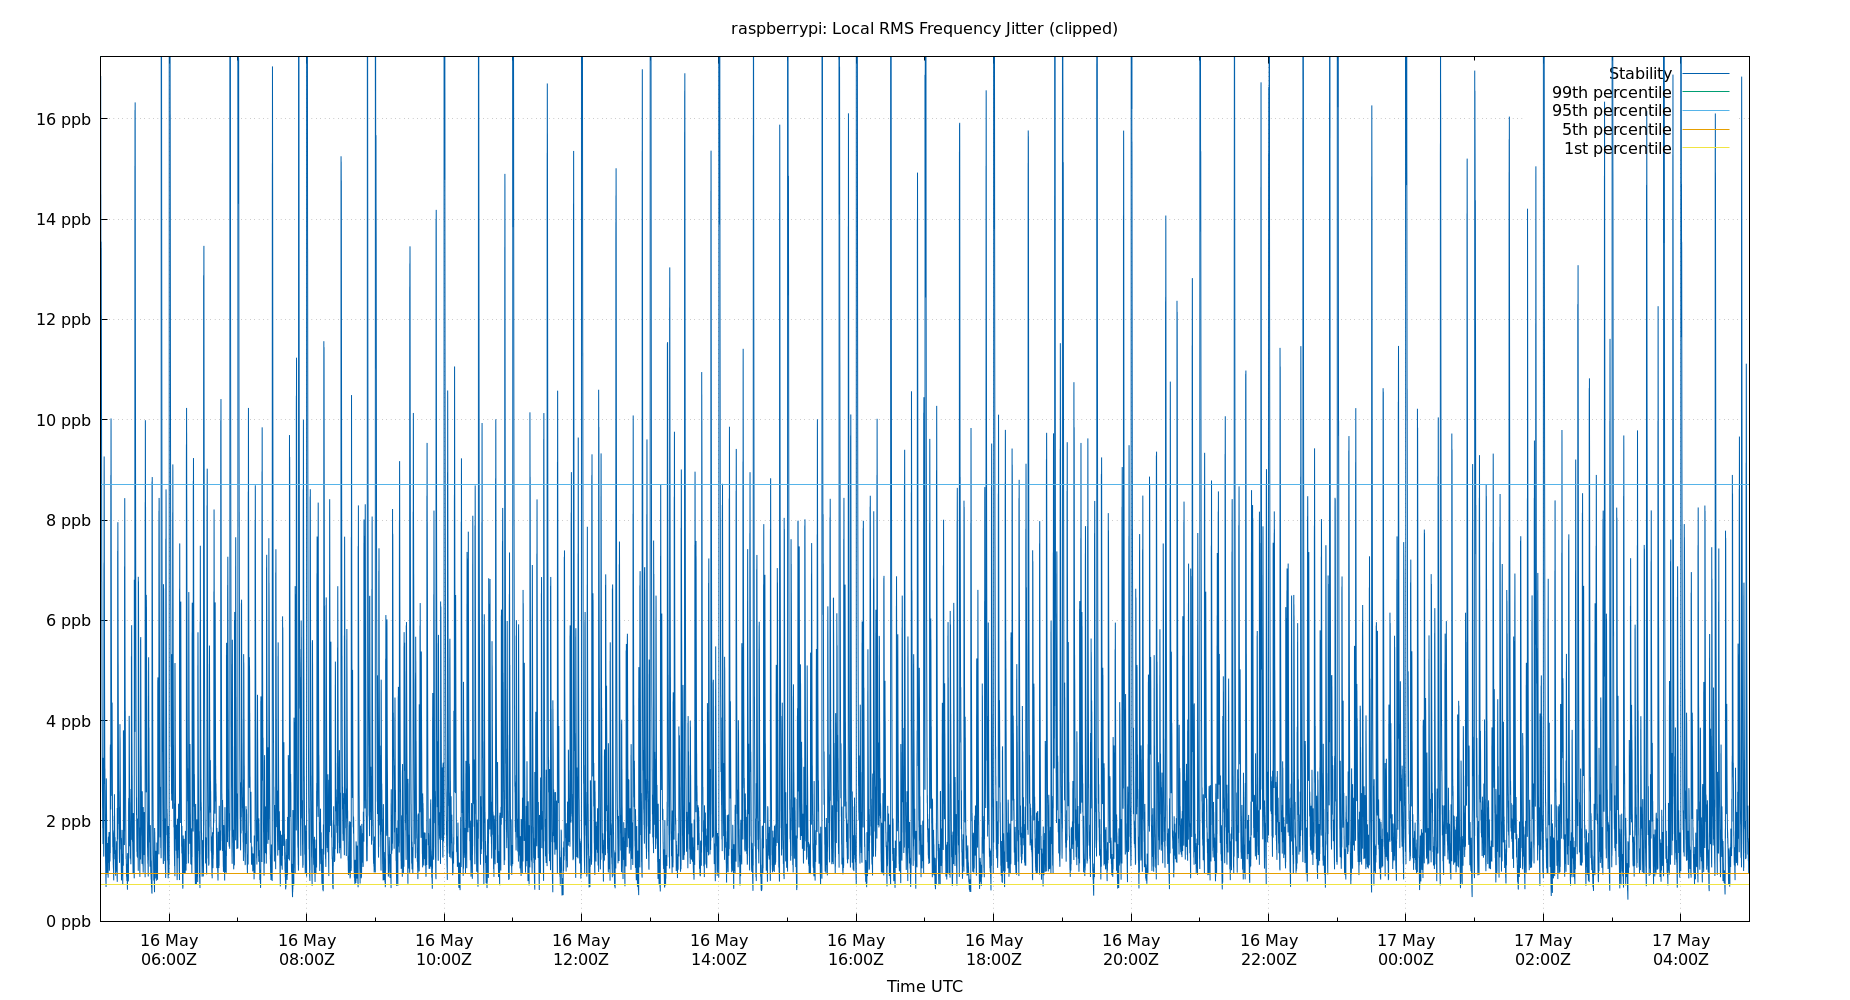 raspberrypi: Local RMS Frequency Jitter (clipped)
Stability
99th percentile
95th percentile
5th percentile
1st percentile
16 ppb
14 ppb
12 ppb
10 ppb
8 ppb
6 ppb
4 ppb
2 ppb
0 ppb
16 May 16 May 16 May 16 May 16 May 16 May 16 May 16 May 16 May 17 May 17 May 17 May
06:00Z 08:00Z 10:00Z 12:00Z 14:00Z 16:00Z 18:00Z 20:00Z 22:00Z 00:00Z 02:00Z 04:00Z
Time UTC